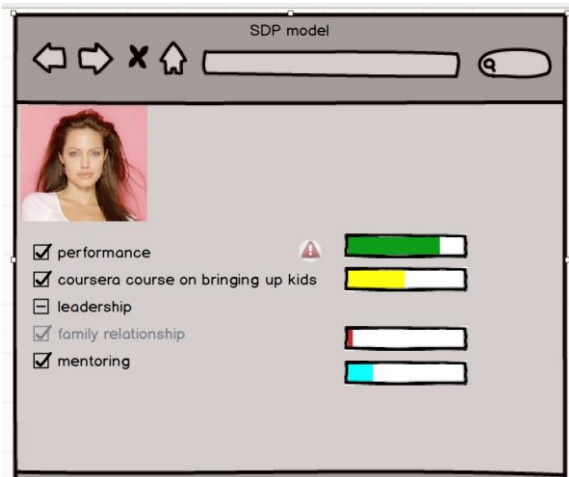 SDP model
performance
coursera course on bringing up kids
leadership
family relationship
mentoring